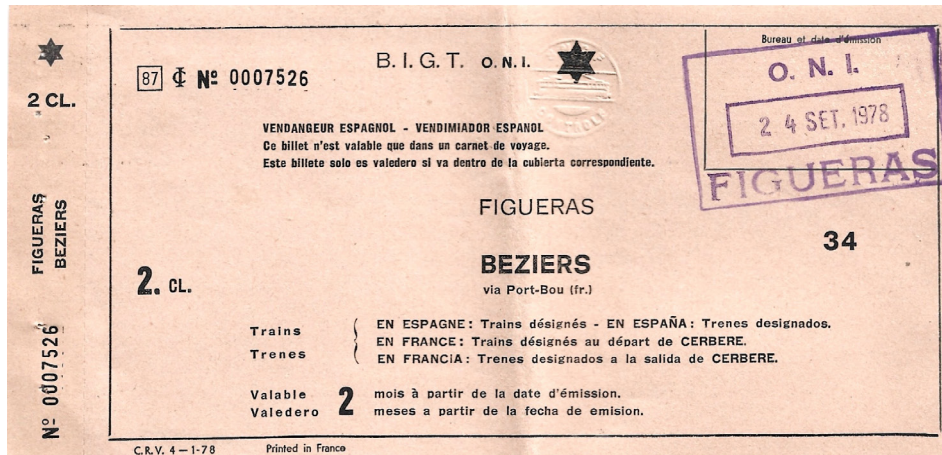 2 CL.
FIGUERAS
BEZIERS
Nº 0007526
87 Nº 0007526
B. I. G. T. O. N. I.
Bureau et date d'émission
O. N. I.
2 4 SET. 1978
FIGUERAS
VENDANGEUR ESPAGNOL - VENDIMIADOR ESPANOL
Ce billet n'est valable que dans un carnet de voyage.
Este billete solo es valedero si va dentro de la cubierta correspondiente.
FIGUERAS
34
BEZIERS
2. CL.
via Port-Bou (fr.)
Trains
Trenes
EN ESPAGNE : Trains désignés - EN ESPAÑA : Trenes designados.
EN FRANCE : Trains désignés au départ de CERBERE.
EN FRANCIA : Trenes designados a la salida de CERBERE.
Valable 2 mois à partir de la date d'émission.
Valedero meses a partir de la fecha de emision.
C.R.V. 4 – 1-78 Printed in France